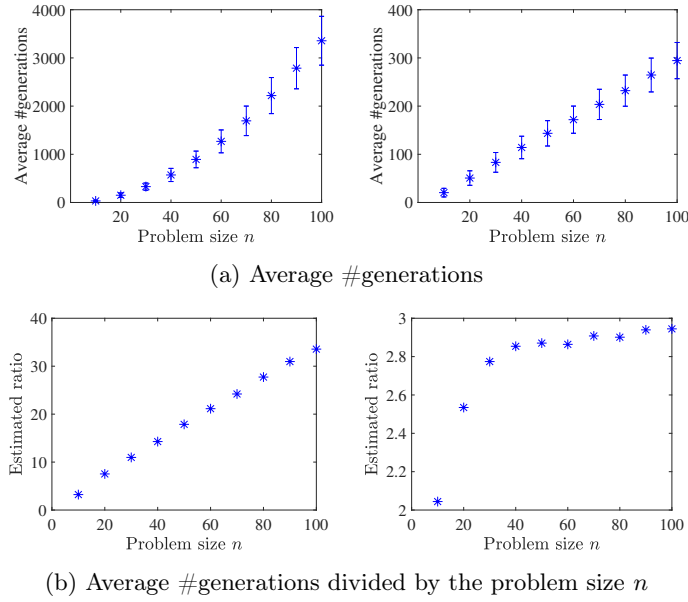 4000
3000
2000
1000
0
20 40 60 80 100
Average #generations
Problem size n
400
300
200
100
0
20 40 60 80 100
Average #generations
Problem size n
(a) Average #generations
40
30
20
10
0
0 20 40 60 80 100
Estimated ratio
Problem size n
3
2.8
2.6
2.4
2.2
2
0 20 40 60 80 100
Estimated ratio
Problem size n
(b) Average #generations divided by the problem size n